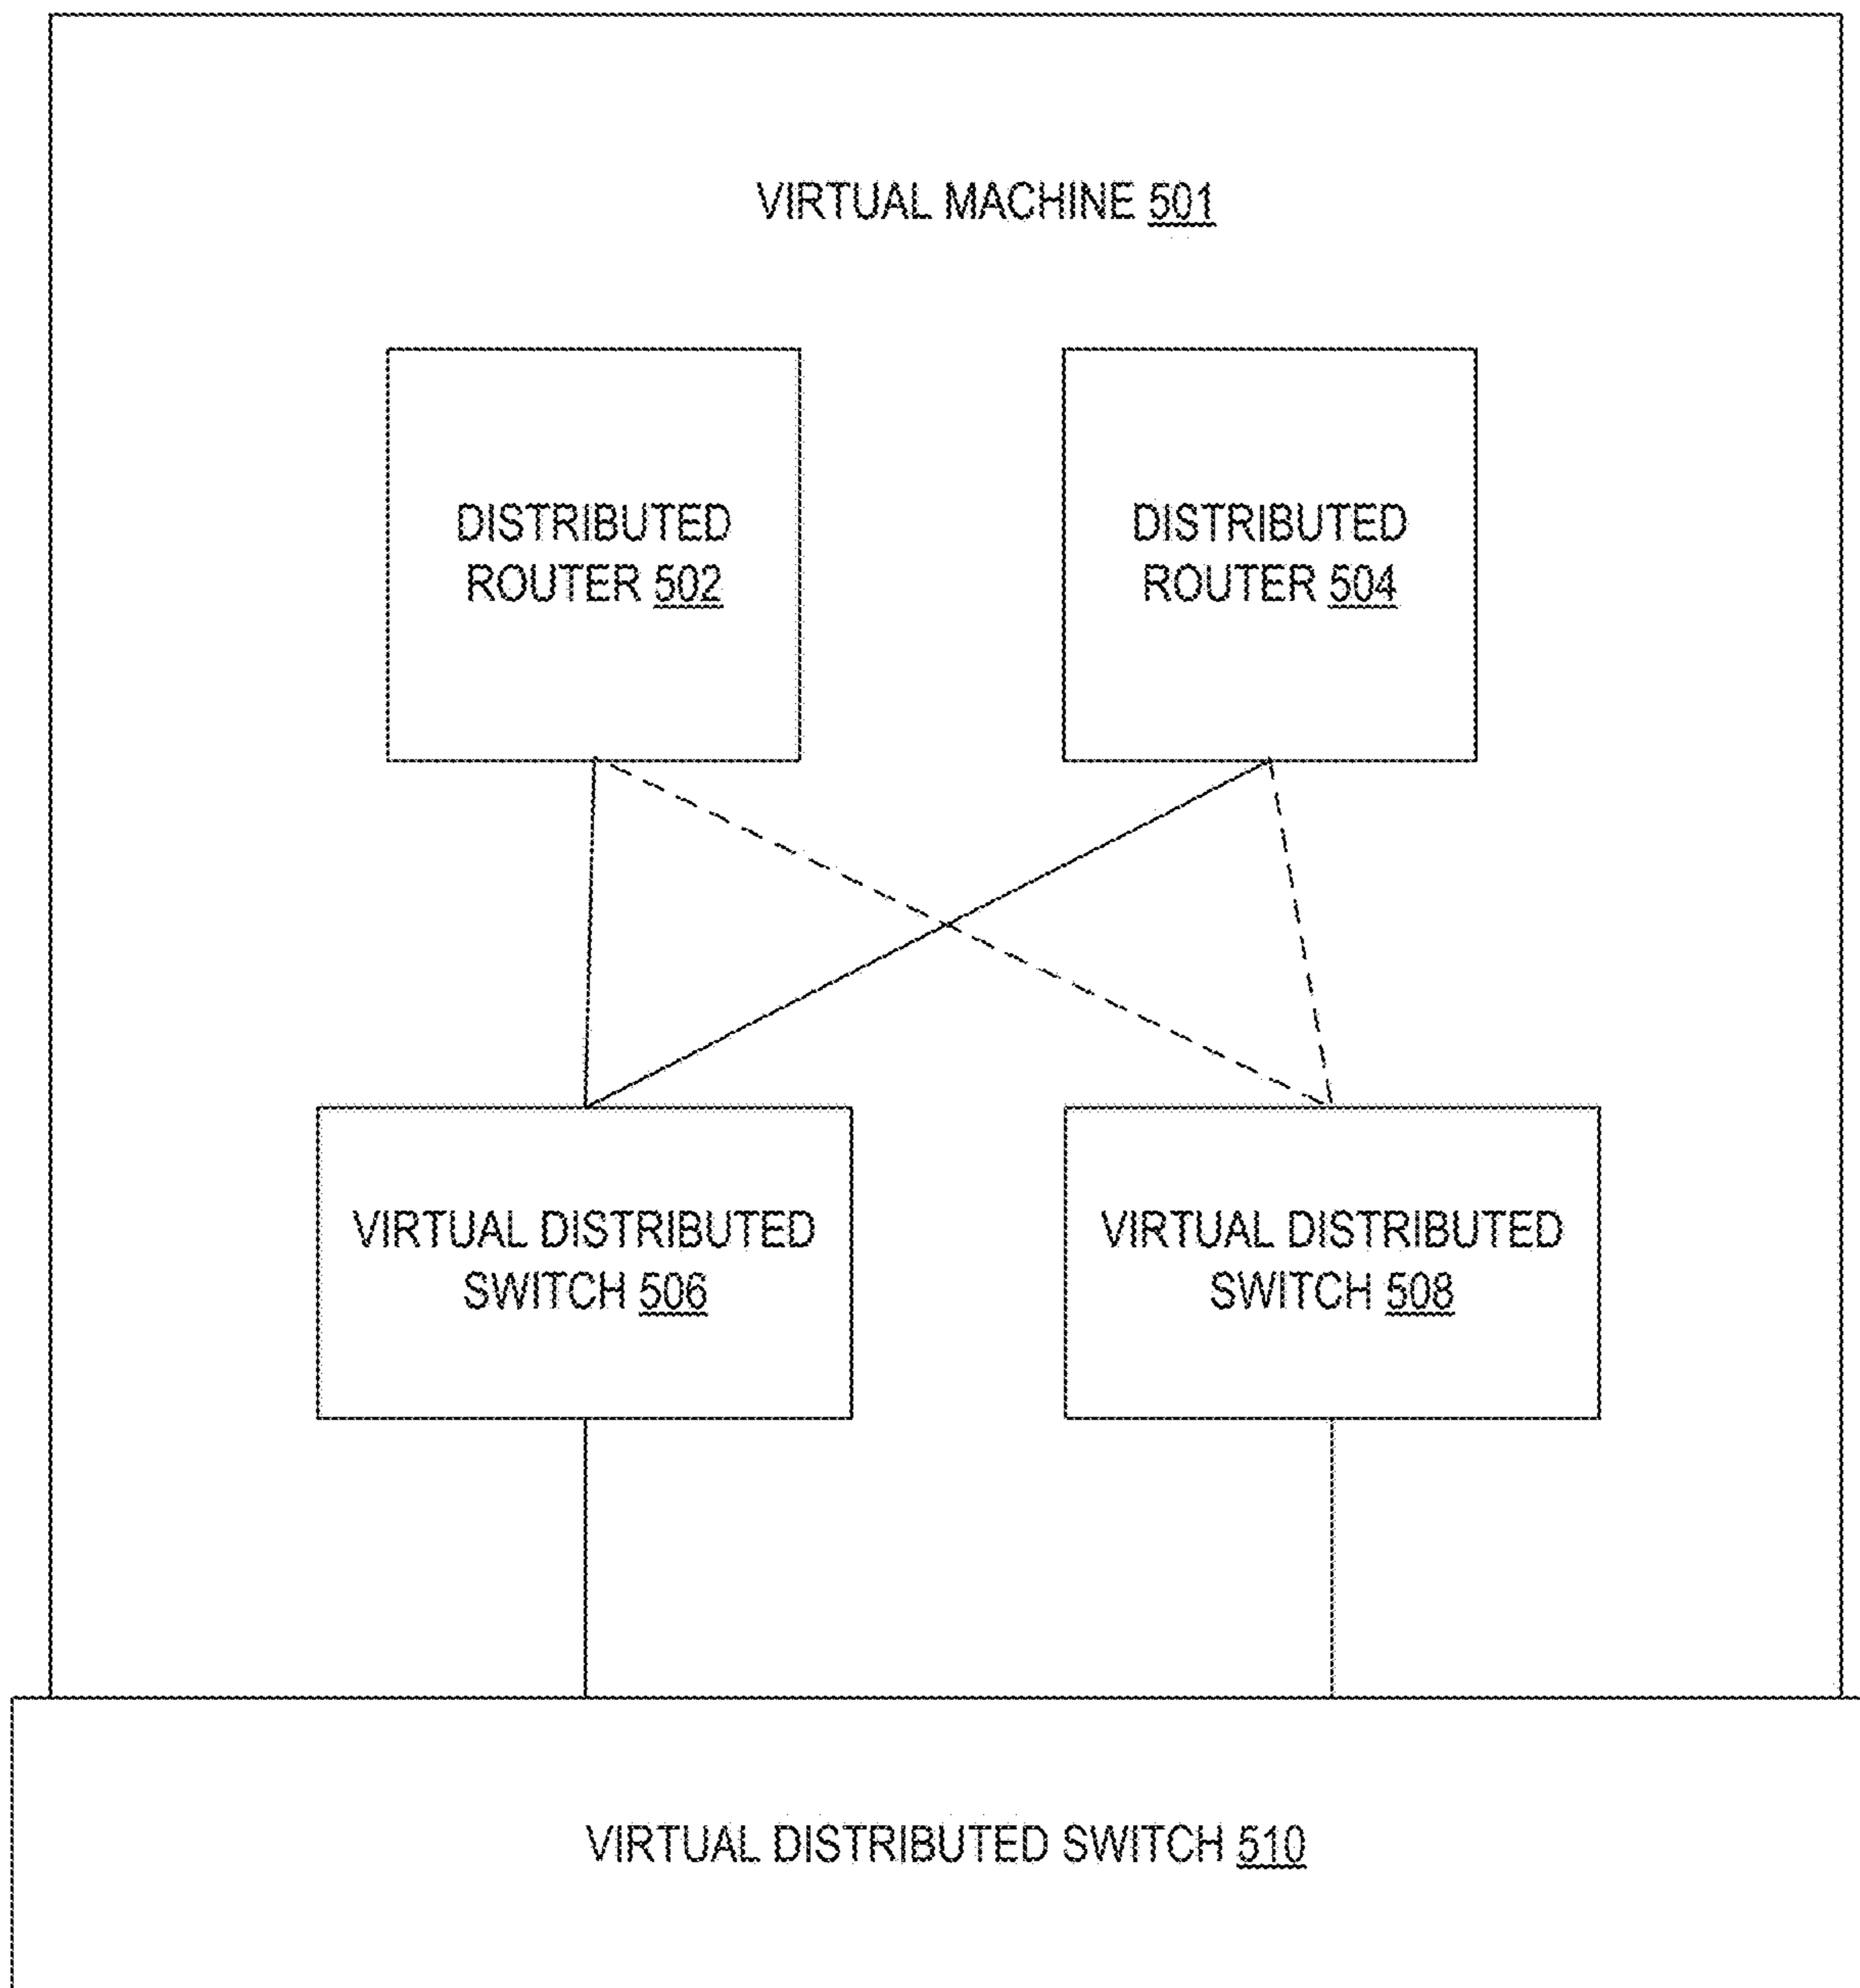 VIRTUAL MACHINE 501
DISTRIBUTED
ROUTER 502
DISTRIBUTED
ROUTER 504
VIRTUAL DISTRIBUTED
SWITCH 506
VIRTUAL DISTRIBUTED
SWITCH 508
VIRTUAL DISTRIBUTED SWITCH 510